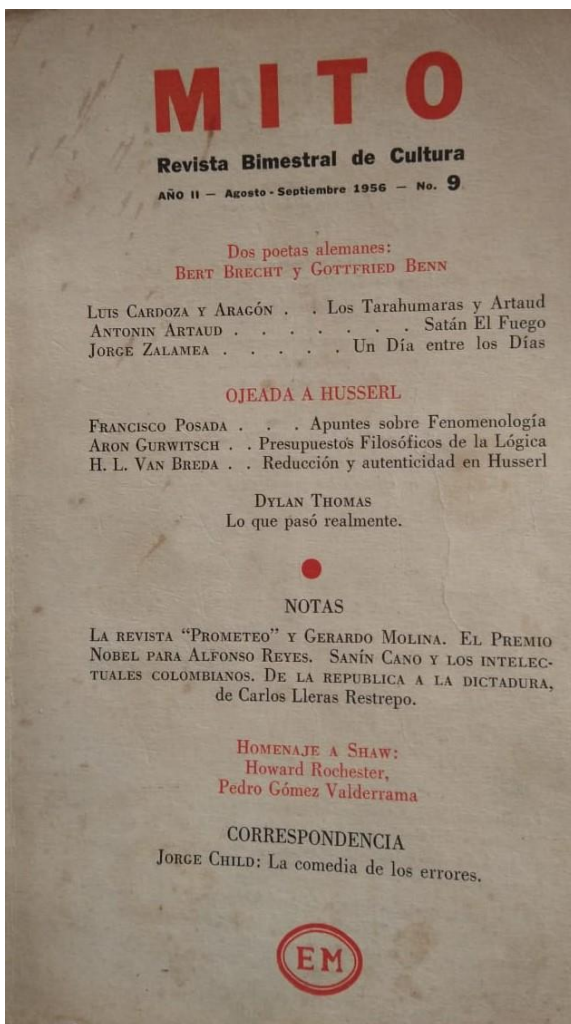 MITO
Revista Bimestral de Cultura
AÑO II — Agosto - Septiembre 1956 — No. 9
Dos poetas alemanes:
BERT BRECHT y GOTTFRIED BENN
LUIS CARDOZA Y ARAGÓN . . Los Tarahumaras y Artaud
ANTONIN ARTAUD . . . . . . . Satán El Fuego
JORGE ZALAMEA . . . . . Un Día entre los Días
OJEADA A HUSSERL
FRANCISCO POSADA . . . Apuntes sobre Fenomenología
ARON GURWITSCH . . Presupuestos Filosóficos de la Lógica
H. L. VAN BREDA . . Reducción y autenticidad en Husserl
DYLAN THOMAS
Lo que pasó realmente.
NOTAS
LA REVISTA “PROMETEO” Y GERARDO MOLINA. EL PREMIO
NOBEL PARA ALFONSO REYES. SANÍN CANO Y LOS INTELEC-
TUALES COLOMBIANOS. DE LA REPUBLICA A LA DICTADURA,
de Carlos Lleras Restrepo.
HOMENAJE A SHAW:
Howard Rochester,
Pedro Gómez Valderrama
CORRESPONDENCIA
JORGE CHILD: La comedia de los errores.
EM